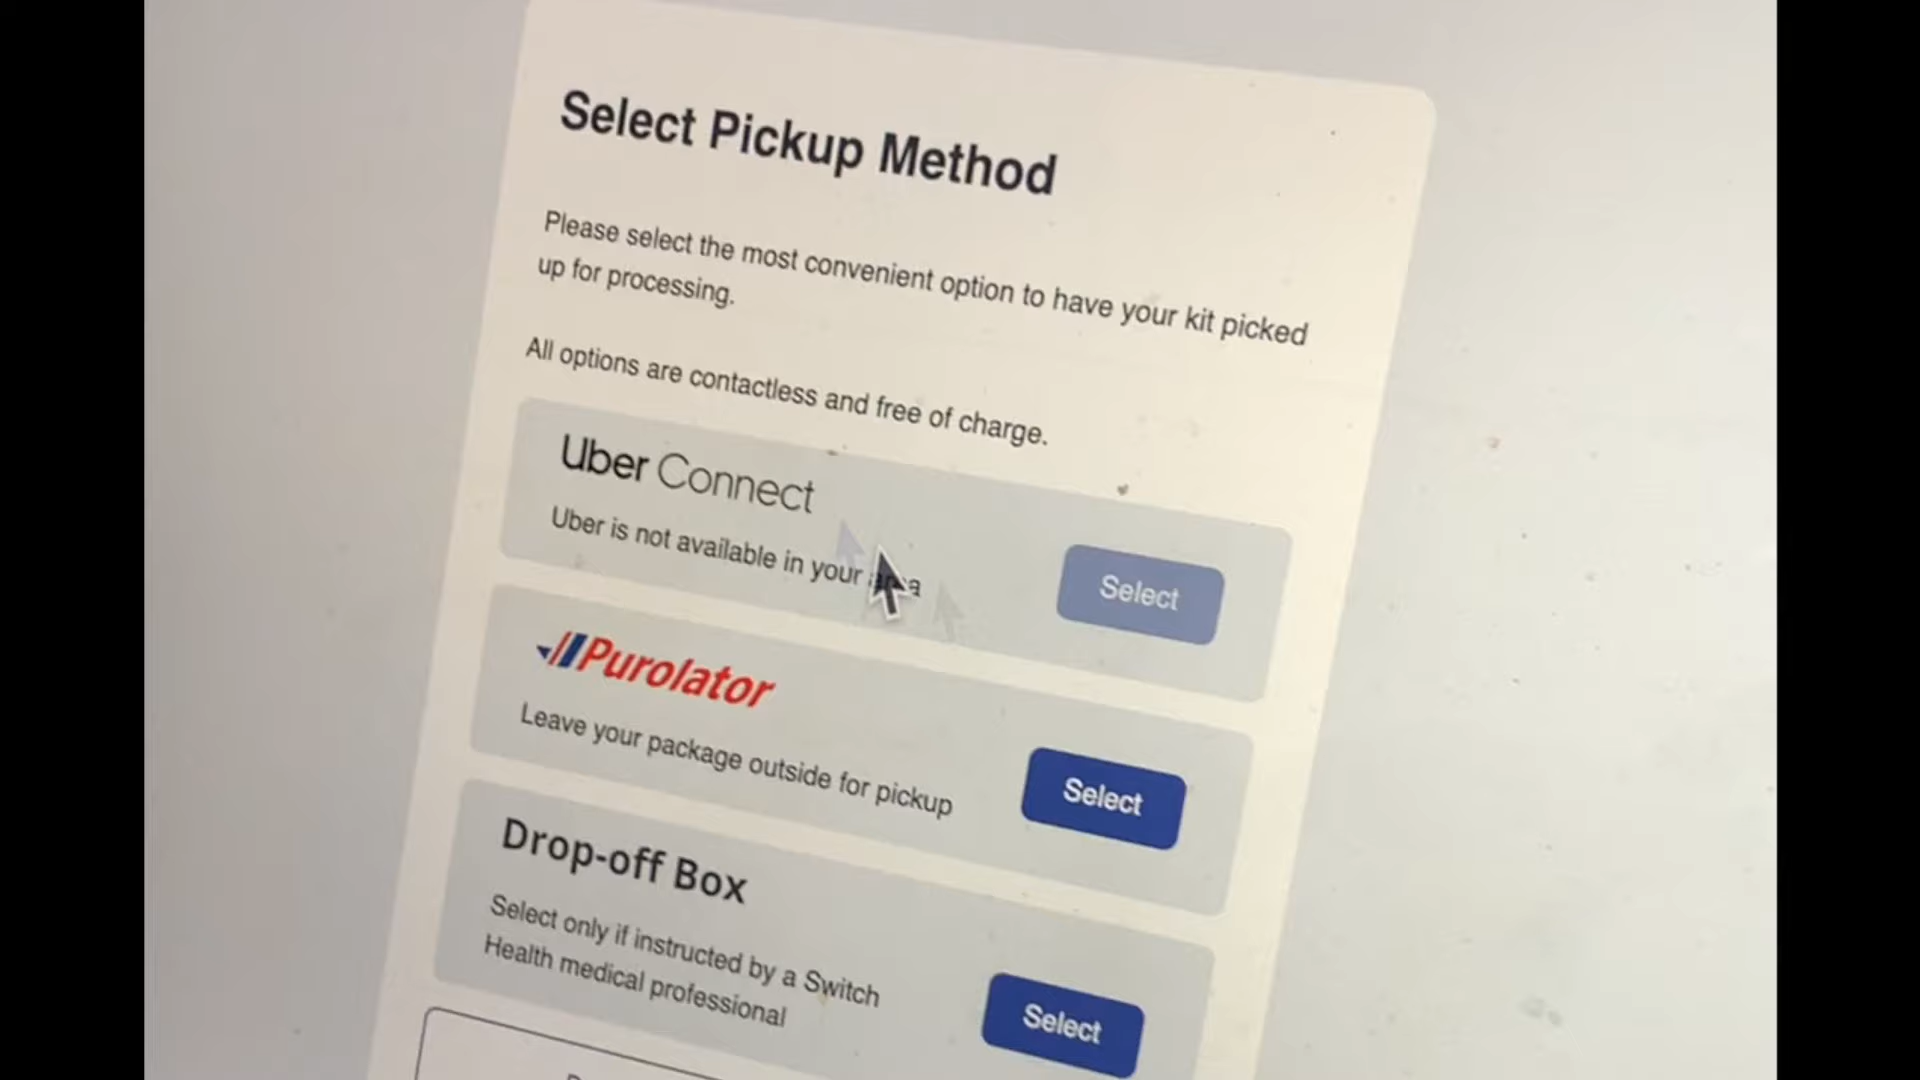 Select Pickup Method
Please select the most convenient option to have your kit picked
up for processing.
All options are contactless and free of charge.
Uber Connect
Uber is not available in your area
Select
Purolator
Leave your package outside for pickup
Select
Drop-off Box
Select only if instructed by a Switch
Health medical professional
Select